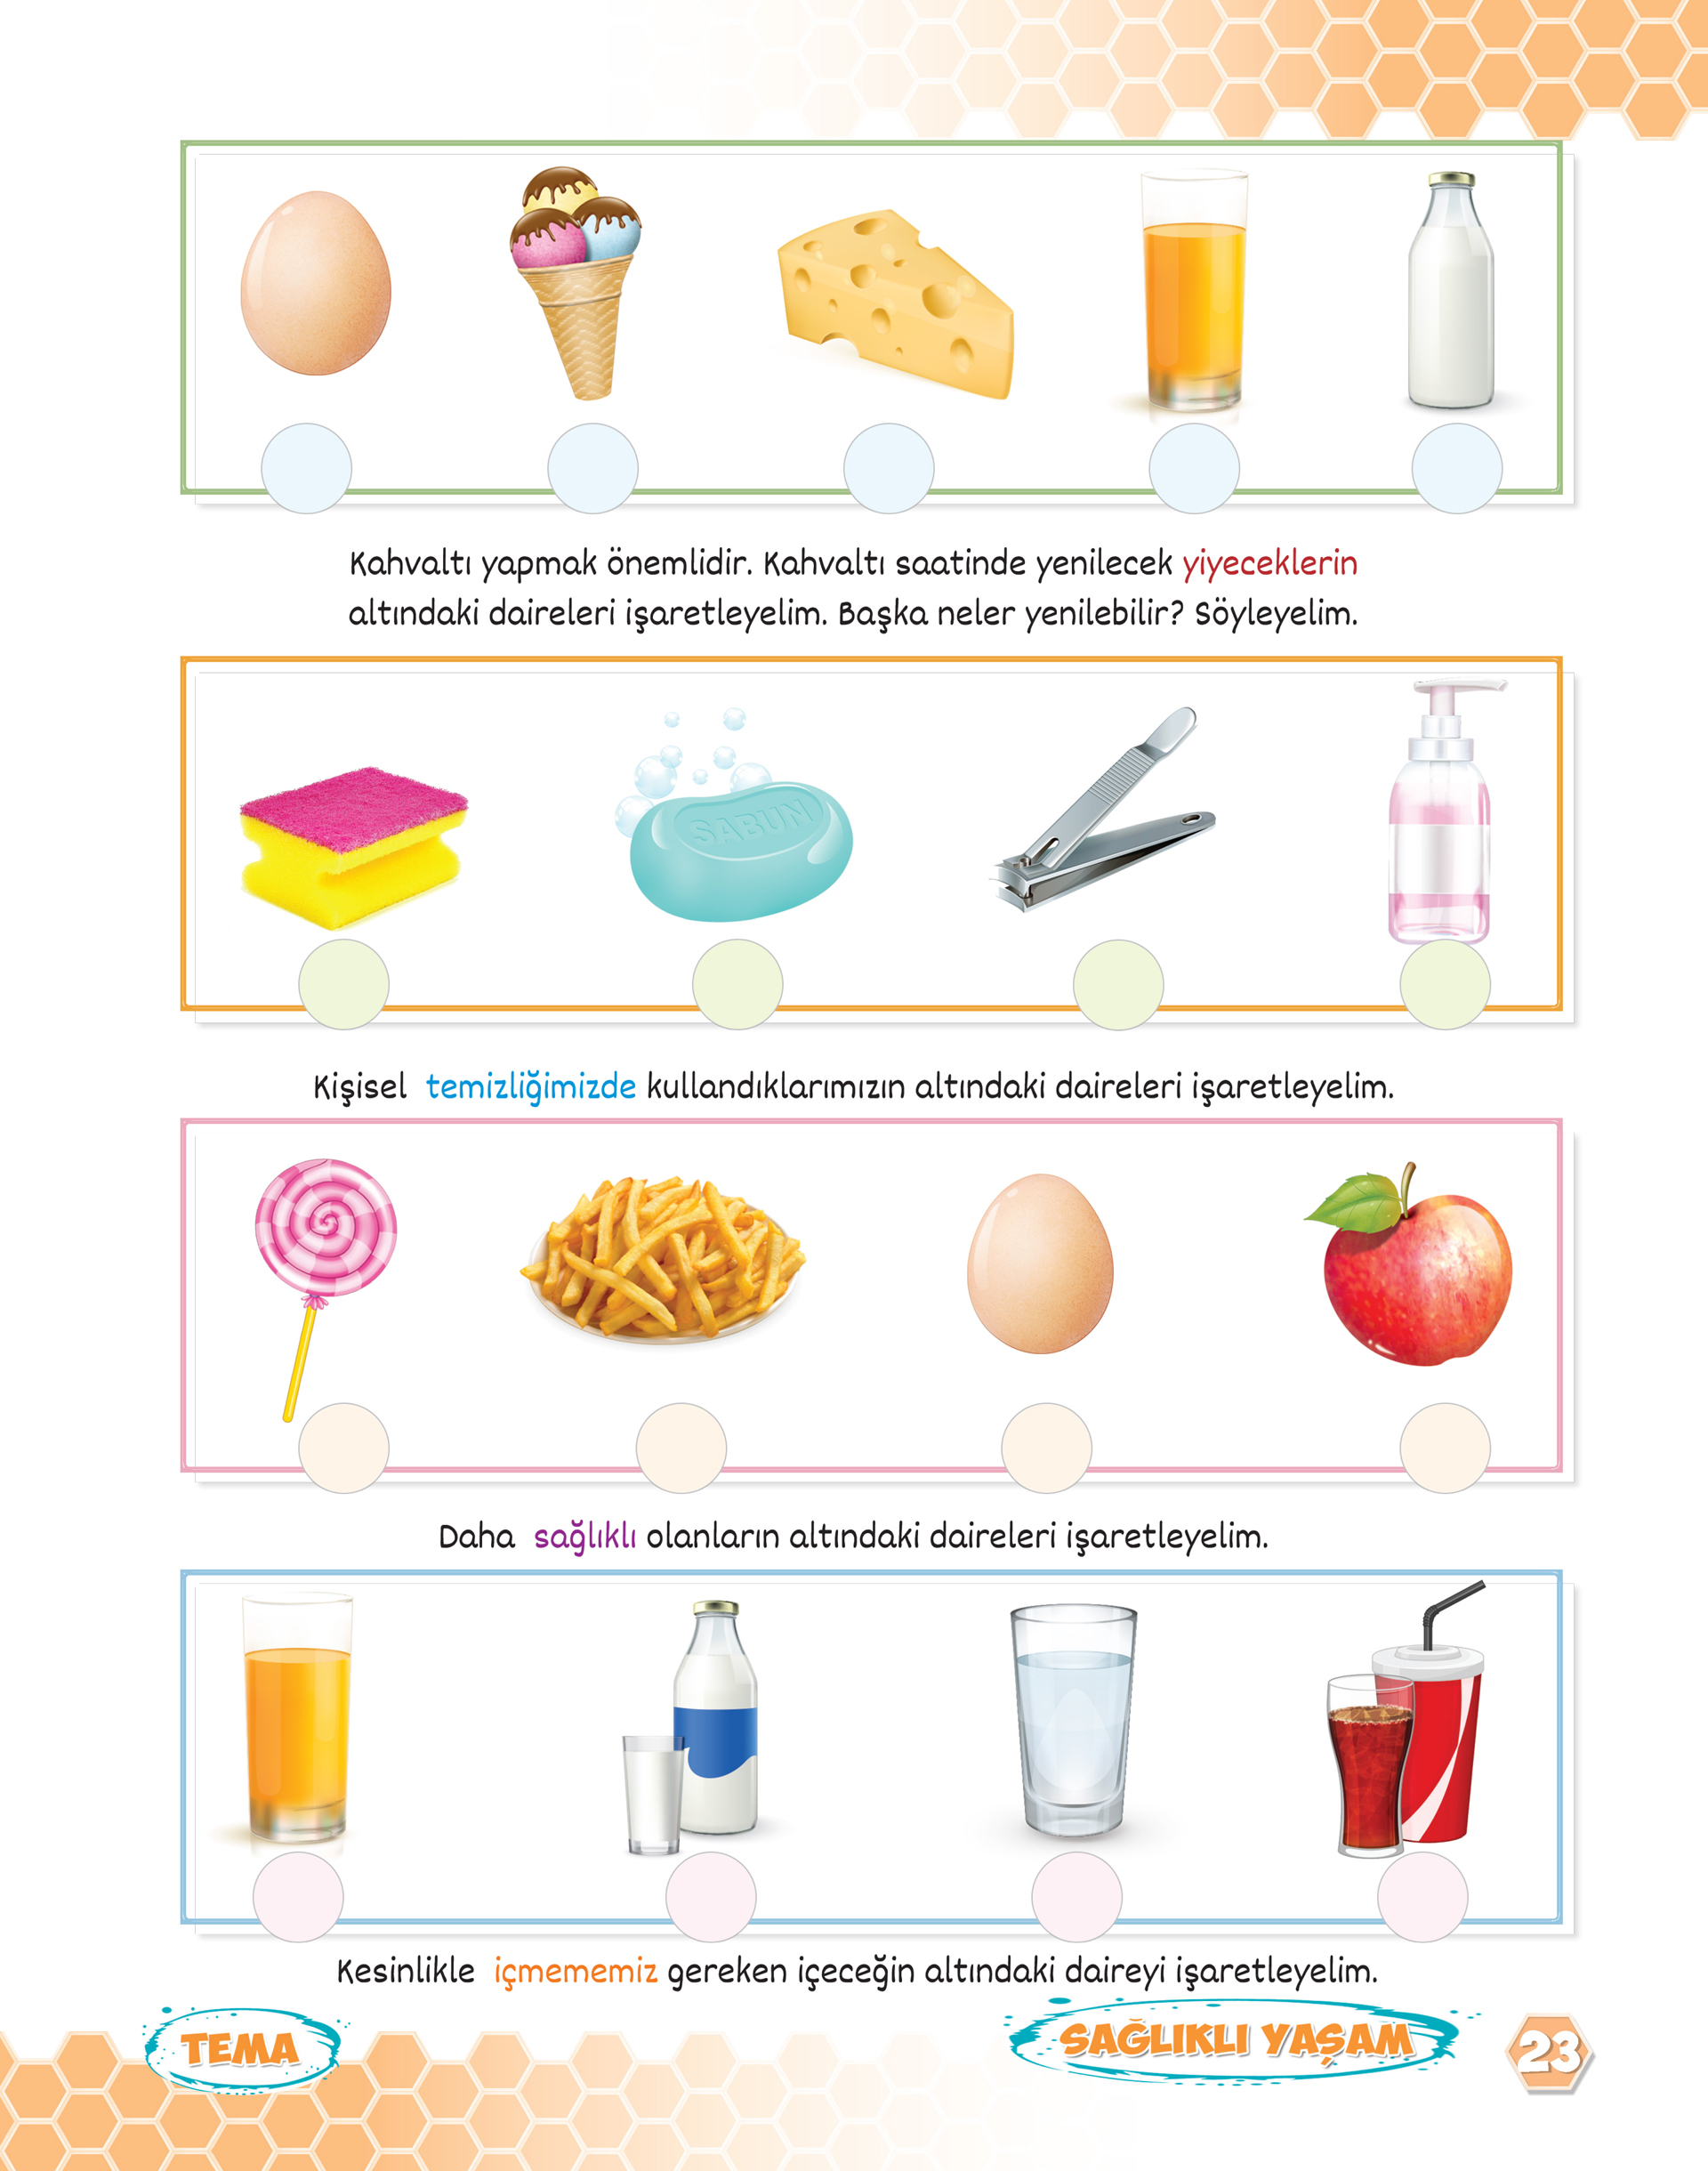 Kahvaltı yapmak önemlidir. Kahvaltı saatinde yenilecek yiyeceklerin
altındaki daireleri işaretleyelim. Başka neler yenilebilir? Söyleyelim.
SABUN
Kişisel temizliğimizde kullandıklarımızın altındaki daireleri işaretleyelim.
Daha sağlıklı olanların altındaki daireleri işaretleyelim.
Kesinlikle içmememiz gereken içeceğin altındaki daireyi işaretleyelim.
TEMA
SAĞLIKLI YAŞAM
23